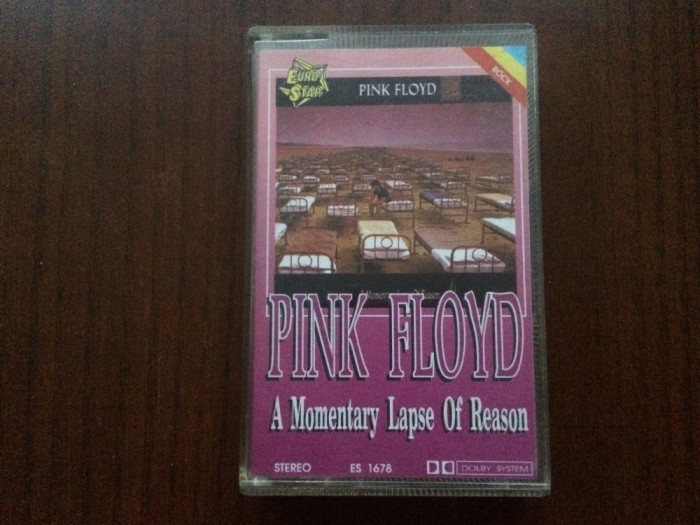 EURO
STAR
ROCK
PINK FLOYD
PINK FLOYD
A Momentary Lapse Of Reason
STEREO ES 1678 DOLBY SYSTEM